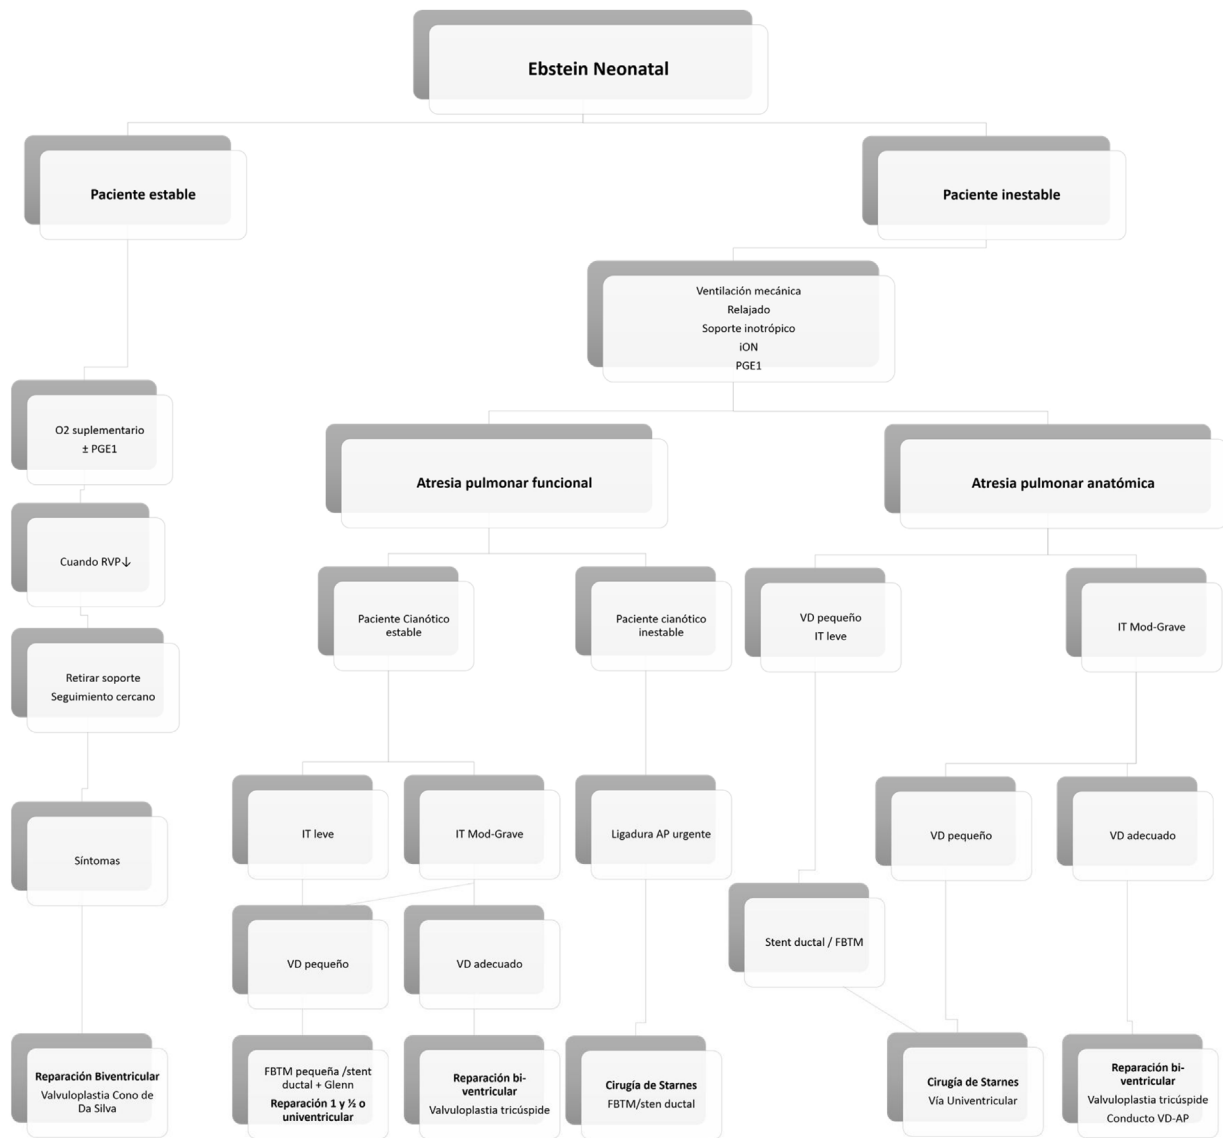 Ebstein Neonatal
Paciente estable
Paciente inestable
Ventilación mecánica
Relajado
Soporte inotrópico
iON
PGE1
O2 suplementario
± PGE1
Atresia pulmonar funcional
Atresia pulmonar anatómica
Cuando RVP↓
Paciente Cianótico
estable
Paciente cianótico
inestable
VD pequeño
IT leve
IT Mod-Grave
Retirar soporte
Seguimiento cercano
Síntomas
IT leve
IT Mod-Grave
Ligadura AP urgente
VD pequeño
VD adecuado
VD pequeño
VD adecuado
Stent ductal / FBTM
Reparación Biventricular
Valvuloplastia Cono de
Da Silva
FBTM pequeña /stent
ductal + Glenn
Reparación 1 y ½ o
univentricular
Reparación bi-
ventricular
Valvuloplastia tricúspide
Cirugía de Starnes
FBTM/sten ductal
Cirugía de Starnes
Vía Univentricular
Reparación bi-
ventricular
Valvuloplastia tricúspide
Conducto VD-AP